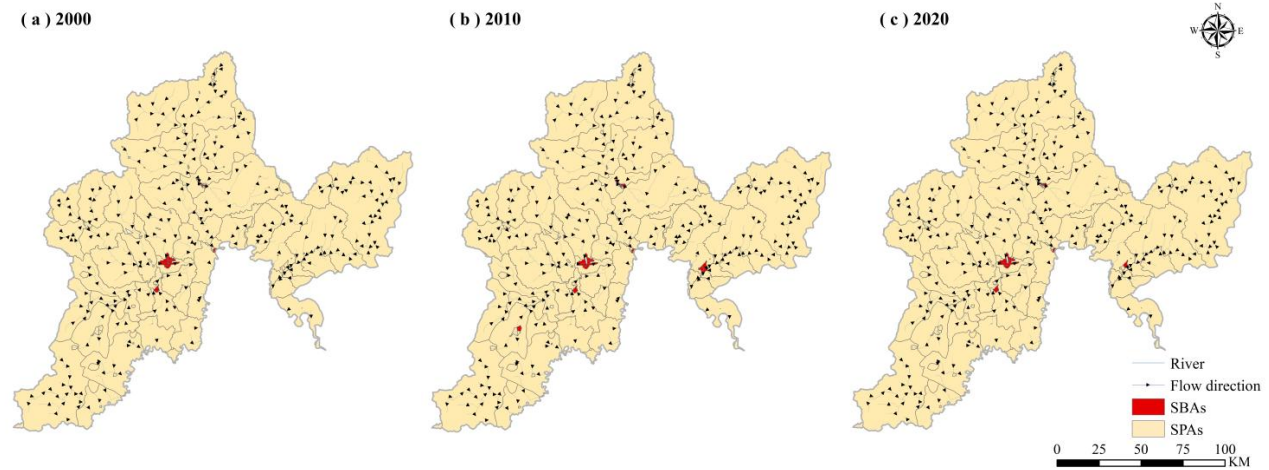 ( a ) 2000
( b ) 2010
( c ) 2020
N
W E
S
River
Flow direction
SBAs
SPAs
0 25 50 75 100
KM